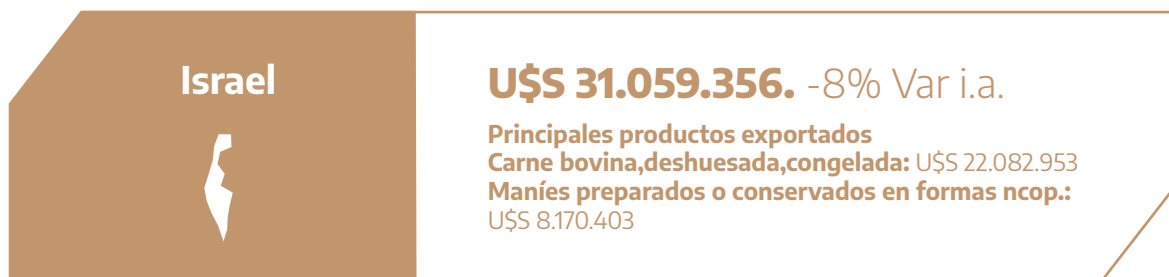 Israel
U$S 31.059.356. -8% Var i.a.
Principales productos exportados
Carne bovina,deshuesada,congelada: U$S 22.082.953
Maníes preparados o conservados en formas ncop.:
U$S 8.170.403